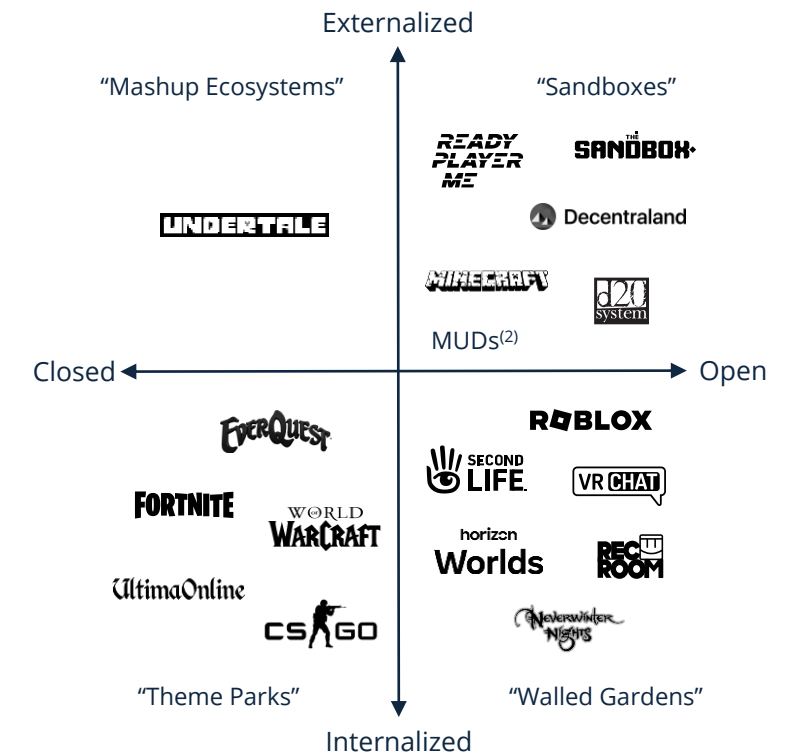 Externalized
“Mashup Ecosystems”
“Sandboxes”
READY
PLAYER
ME
THE
SANDBOX
Decentraland
UNDERTALE
MINECRAFT
d20
system
MUDs(2)
Closed
Open
EVERQUEST
ROBLOX
SECOND
LIFE
VR CHAT
FORTNITE
WORLD
OF
WARCRAFT
horizon
Worlds
REC
ROOM
UltimaOnline
CS GO
NEVERWINTER
NIGHTS
“Theme Parks”
“Walled Gardens”
Internalized